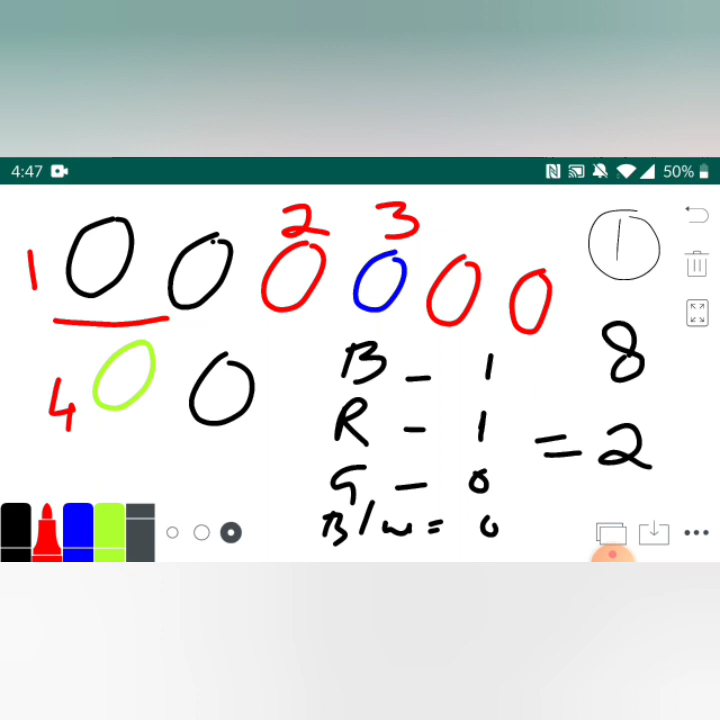 4:47 50%
2 3
1 0 0 0 0 0 0 1
4 0 0
8
B - 1
R - 1 = 2
G - 0
B/W = 0